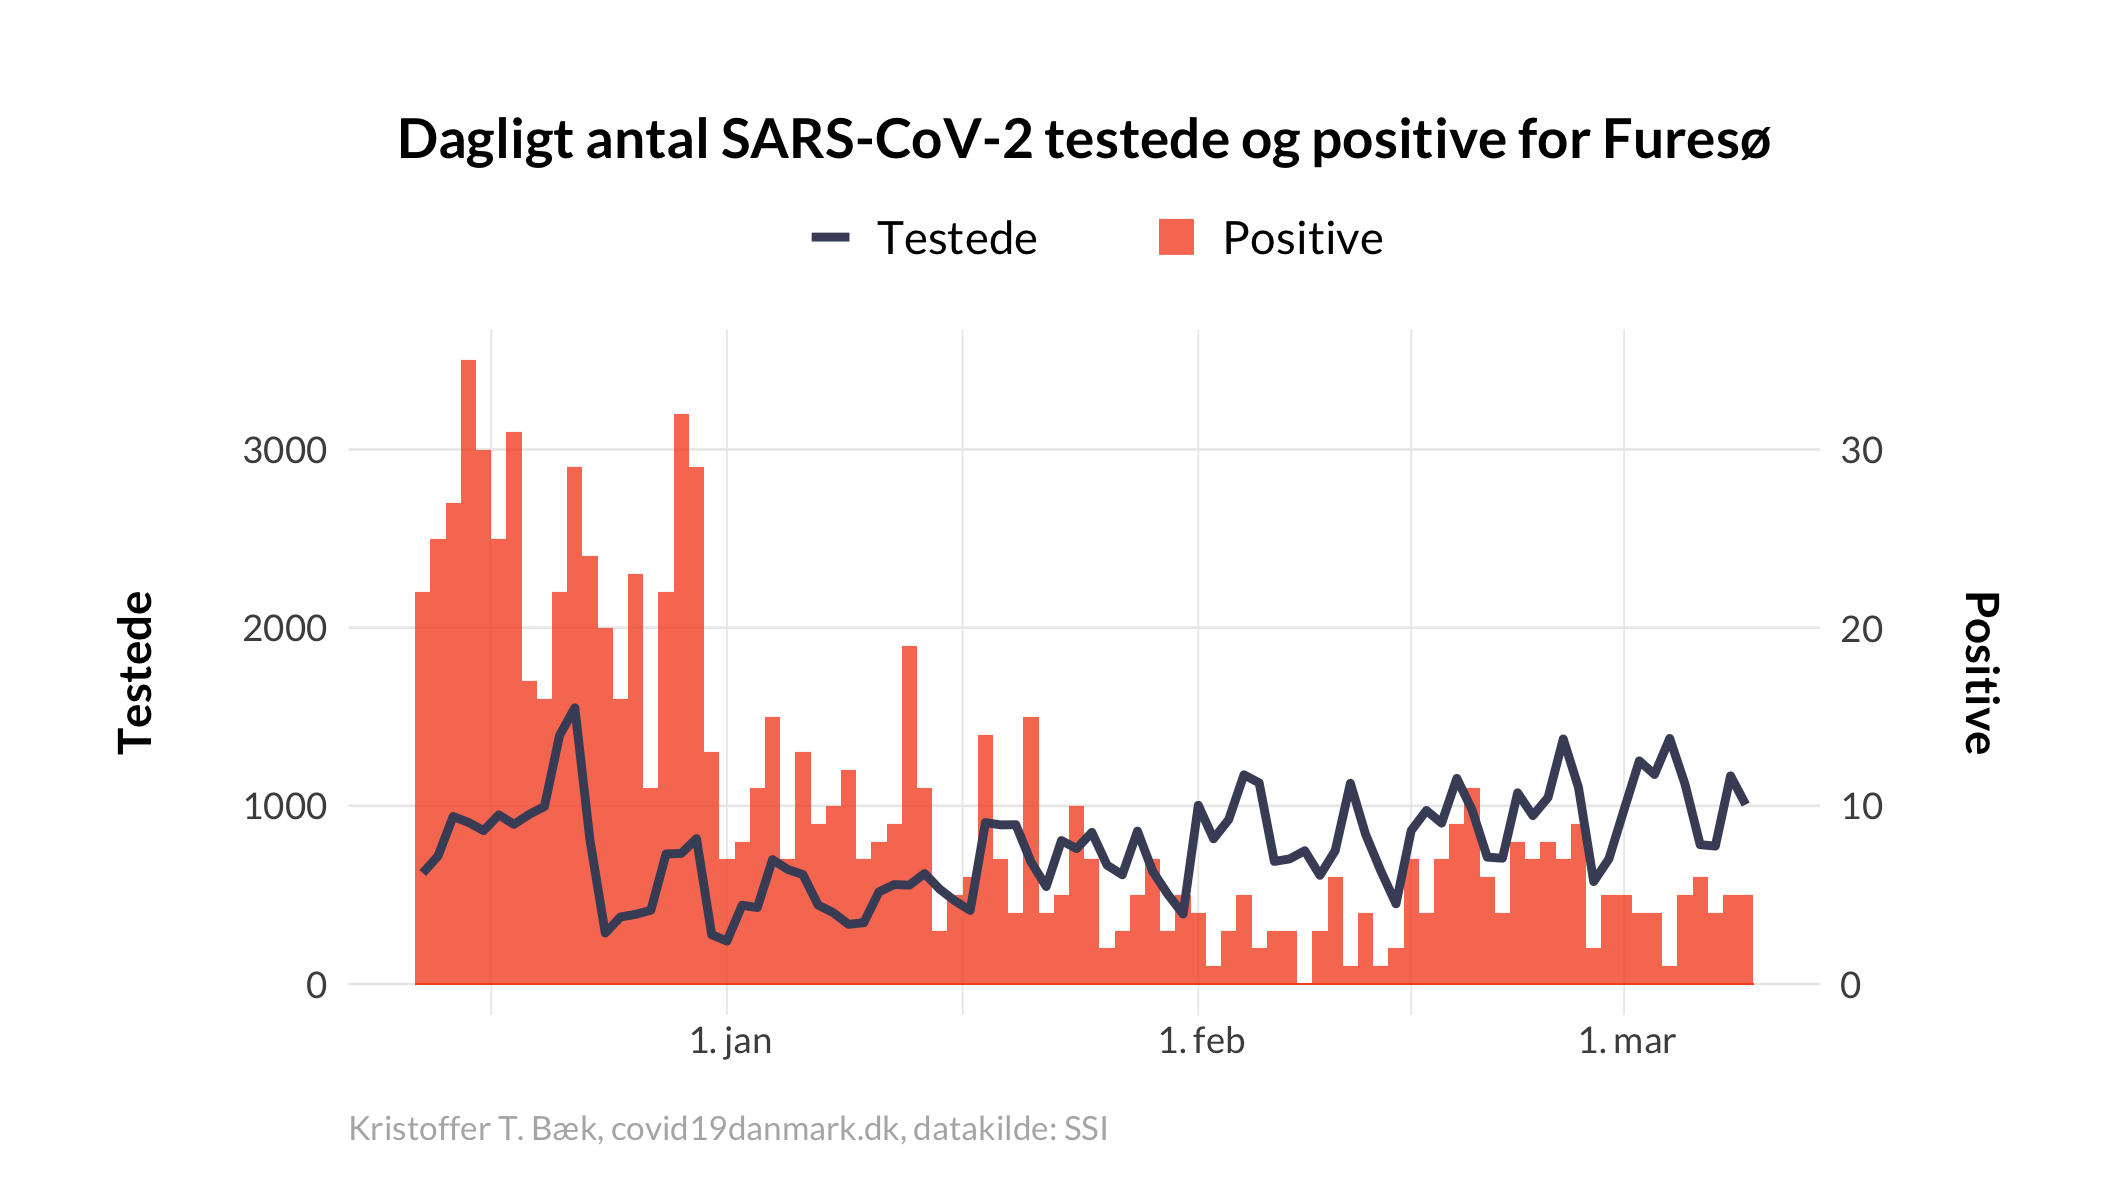 Dagligt antal SARS-CoV-2 testede og positive for Furesø
Testede
Positive
3000
2000
1000
0
30
20
10
0
Testede
Positive
1. jan
1. feb
1. mar
Kristoffer T. Bæk, covid19danmark.dk, datakilde: SSI